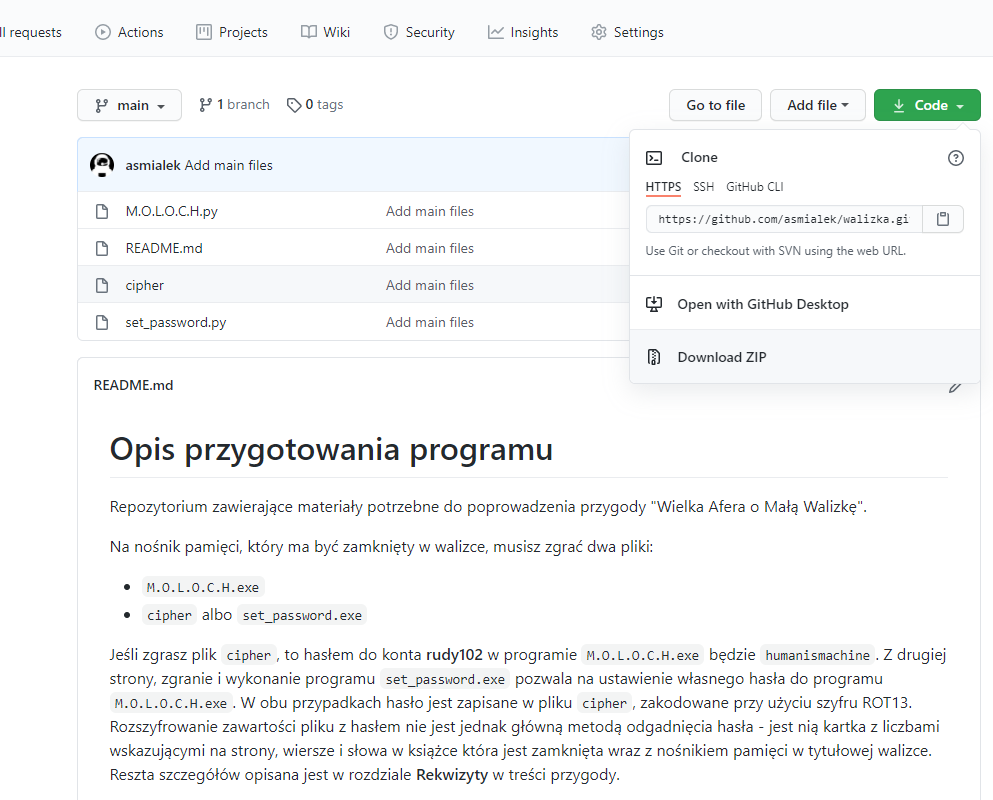 ll requests Actions Projects Wiki Security Insights Settings
main 1 branch 0 tags Go to file Add file Code
asmialek Add main files
M.O.L.O.C.H.py Add main files
README.md Add main files
cipher Add main files
set_password.py Add main files
Clone
HTTPS SSH GitHub CLI
https://github.com/asmialek/walizka.gi
Use Git or checkout with SVN using the web URL.
Open with GitHub Desktop
Download ZIP
README.md
Opis przygotowania programu
Repozytorium zawierające materiały potrzebne do poprowadzenia przygody "Wielka Afera o Małą Walizkę".
Na nośnik pamięci, który ma być zamknięty w walizce, musisz zgrać dwa pliki:
M.O.L.O.C.H.exe
cipher albo set_password.exe
Jeśli zgrasz plik cipher, to hasłem do konta rudy102 w programie M.O.L.O.C.H.exe będzie humanismachine. Z drugiej
strony, zgranie i wykonanie programu set_password.exe pozwala na ustawienie własnego hasła do programu
M.O.L.O.C.H.exe. W obu przypadkach hasło jest zapisane w pliku cipher, zakodowane przy użyciu szyfru ROT13.
Rozszyfrowanie zawartości pliku z hasłem nie jest jednak główną metodą odgadnięcia hasła - jest nią kartka z liczbami
wskazującymi na strony, wiersze i słowa w książce która jest zamknięta wraz z nośnikiem pamięci w tytułowej walizce.
Reszta szczegółów opisana jest w rozdziale Rekwizyty w treści przygody.